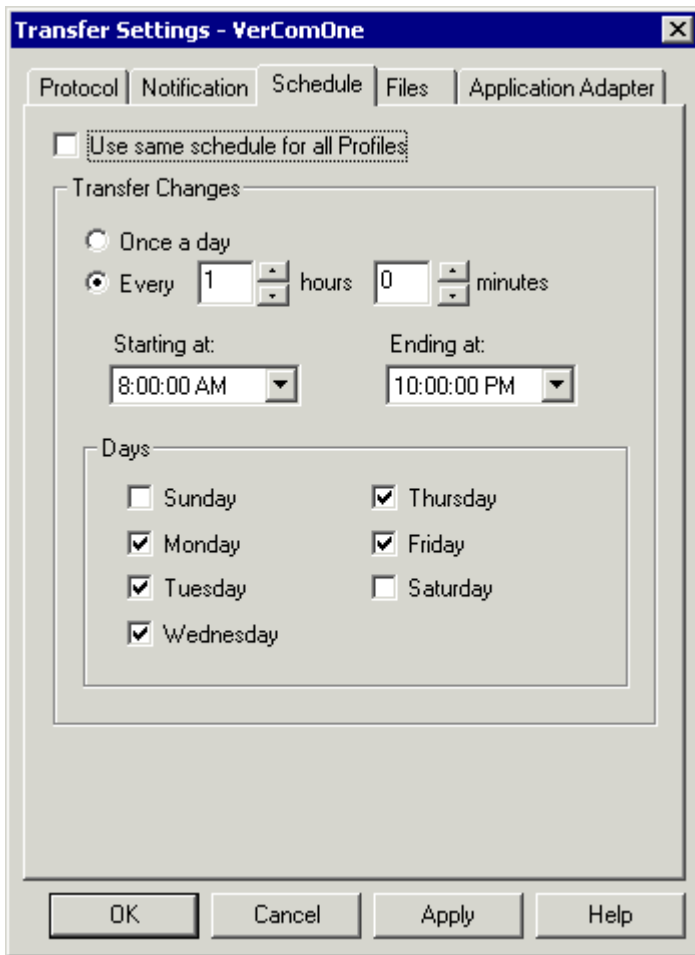 Transfer Settings - VerComOne
Protocol Notification Schedule Files Application Adapter
Use same schedule for all Profiles
Transfer Changes
Once a day
Every 1 hours 0 minutes
Starting at: Ending at:
8:00:00 AM 10:00:00 PM
Days
Sunday Thursday
Monday Friday
Tuesday Saturday
Wednesday
OK Cancel Apply Help